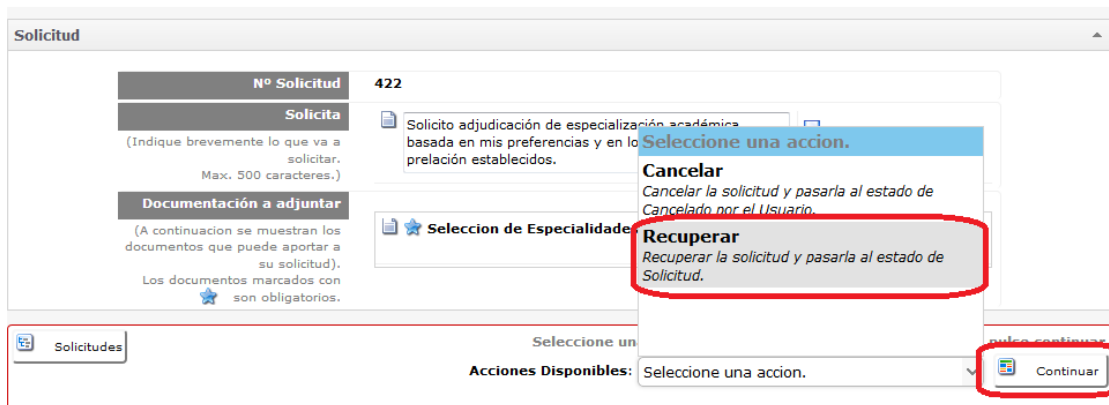 Solicitud
Nº Solicitud
422
Solicita
(Indique brevemente lo que va a
solicitar.
Max. 500 caracteres.)
Solicito adjudicación de especialización académica
basada en mis preferencias y en lo
prelación establecidos.
Documentación a adjuntar
(A continuacion se muestran los
documentos que puede aportar a
su solicitud).
Los documentos marcados con
son obligatorios.
Seleccion de Especialidades
Seleccione una accion.
Cancelar
Cancelar la solicitud y pasarla al estado de
Cancelado por el Usuario.
Recuperar
Recuperar la solicitud y pasarla al estado de
Solicitud.
Solicitudes
Seleccione un
pulse continuar
Acciones Disponibles:
Seleccione una accion.
Continuar